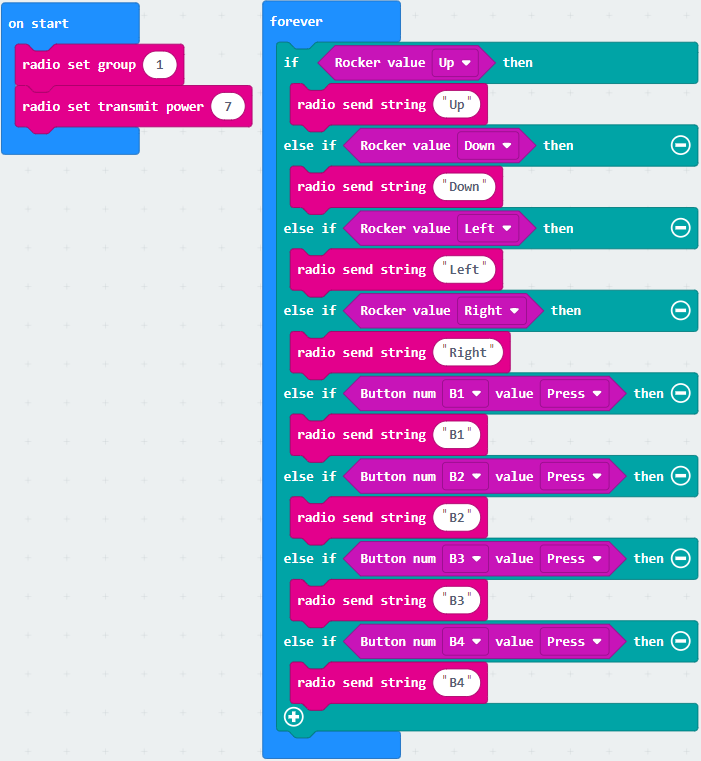 on start
radio set group 1
radio set transmit power 7
forever
if Rocker value Up then
radio send string "Up"
else if Rocker value Down then
radio send string "Down"
else if Rocker value Left then
radio send string "Left"
else if Rocker value Right then
radio send string "Right"
else if Button num B1 value Press then
radio send string "B1"
else if Button num B2 value Press then
radio send string "B2"
else if Button num B3 value Press then
radio send string "B3"
else if Button num B4 value Press then
radio send string "B4"